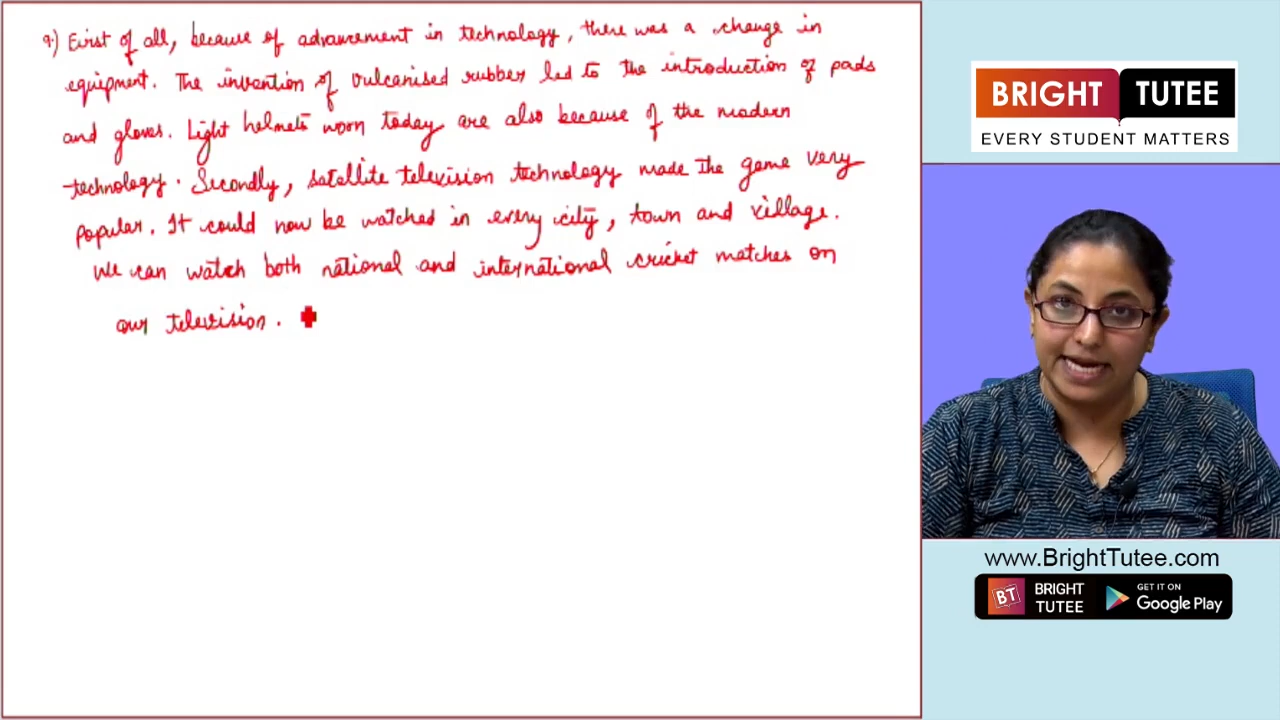 9.) First of all, because of advancement in technology, there was a change in
equipment. The invention of vulcanised rubber led to the introduction of pads
and gloves. Light helmets worn today are also because of the modern
technology. Secondly, satellite television technology made the game very
popular. It could now be watched in every city, town and village.
We can watch both national and international cricket matches on
our television.
BRIGHT TUTEE
EVERY STUDENT MATTERS
www.BrightTutee.com
BT BRIGHT TUTEE
GET IT ON
Google Play